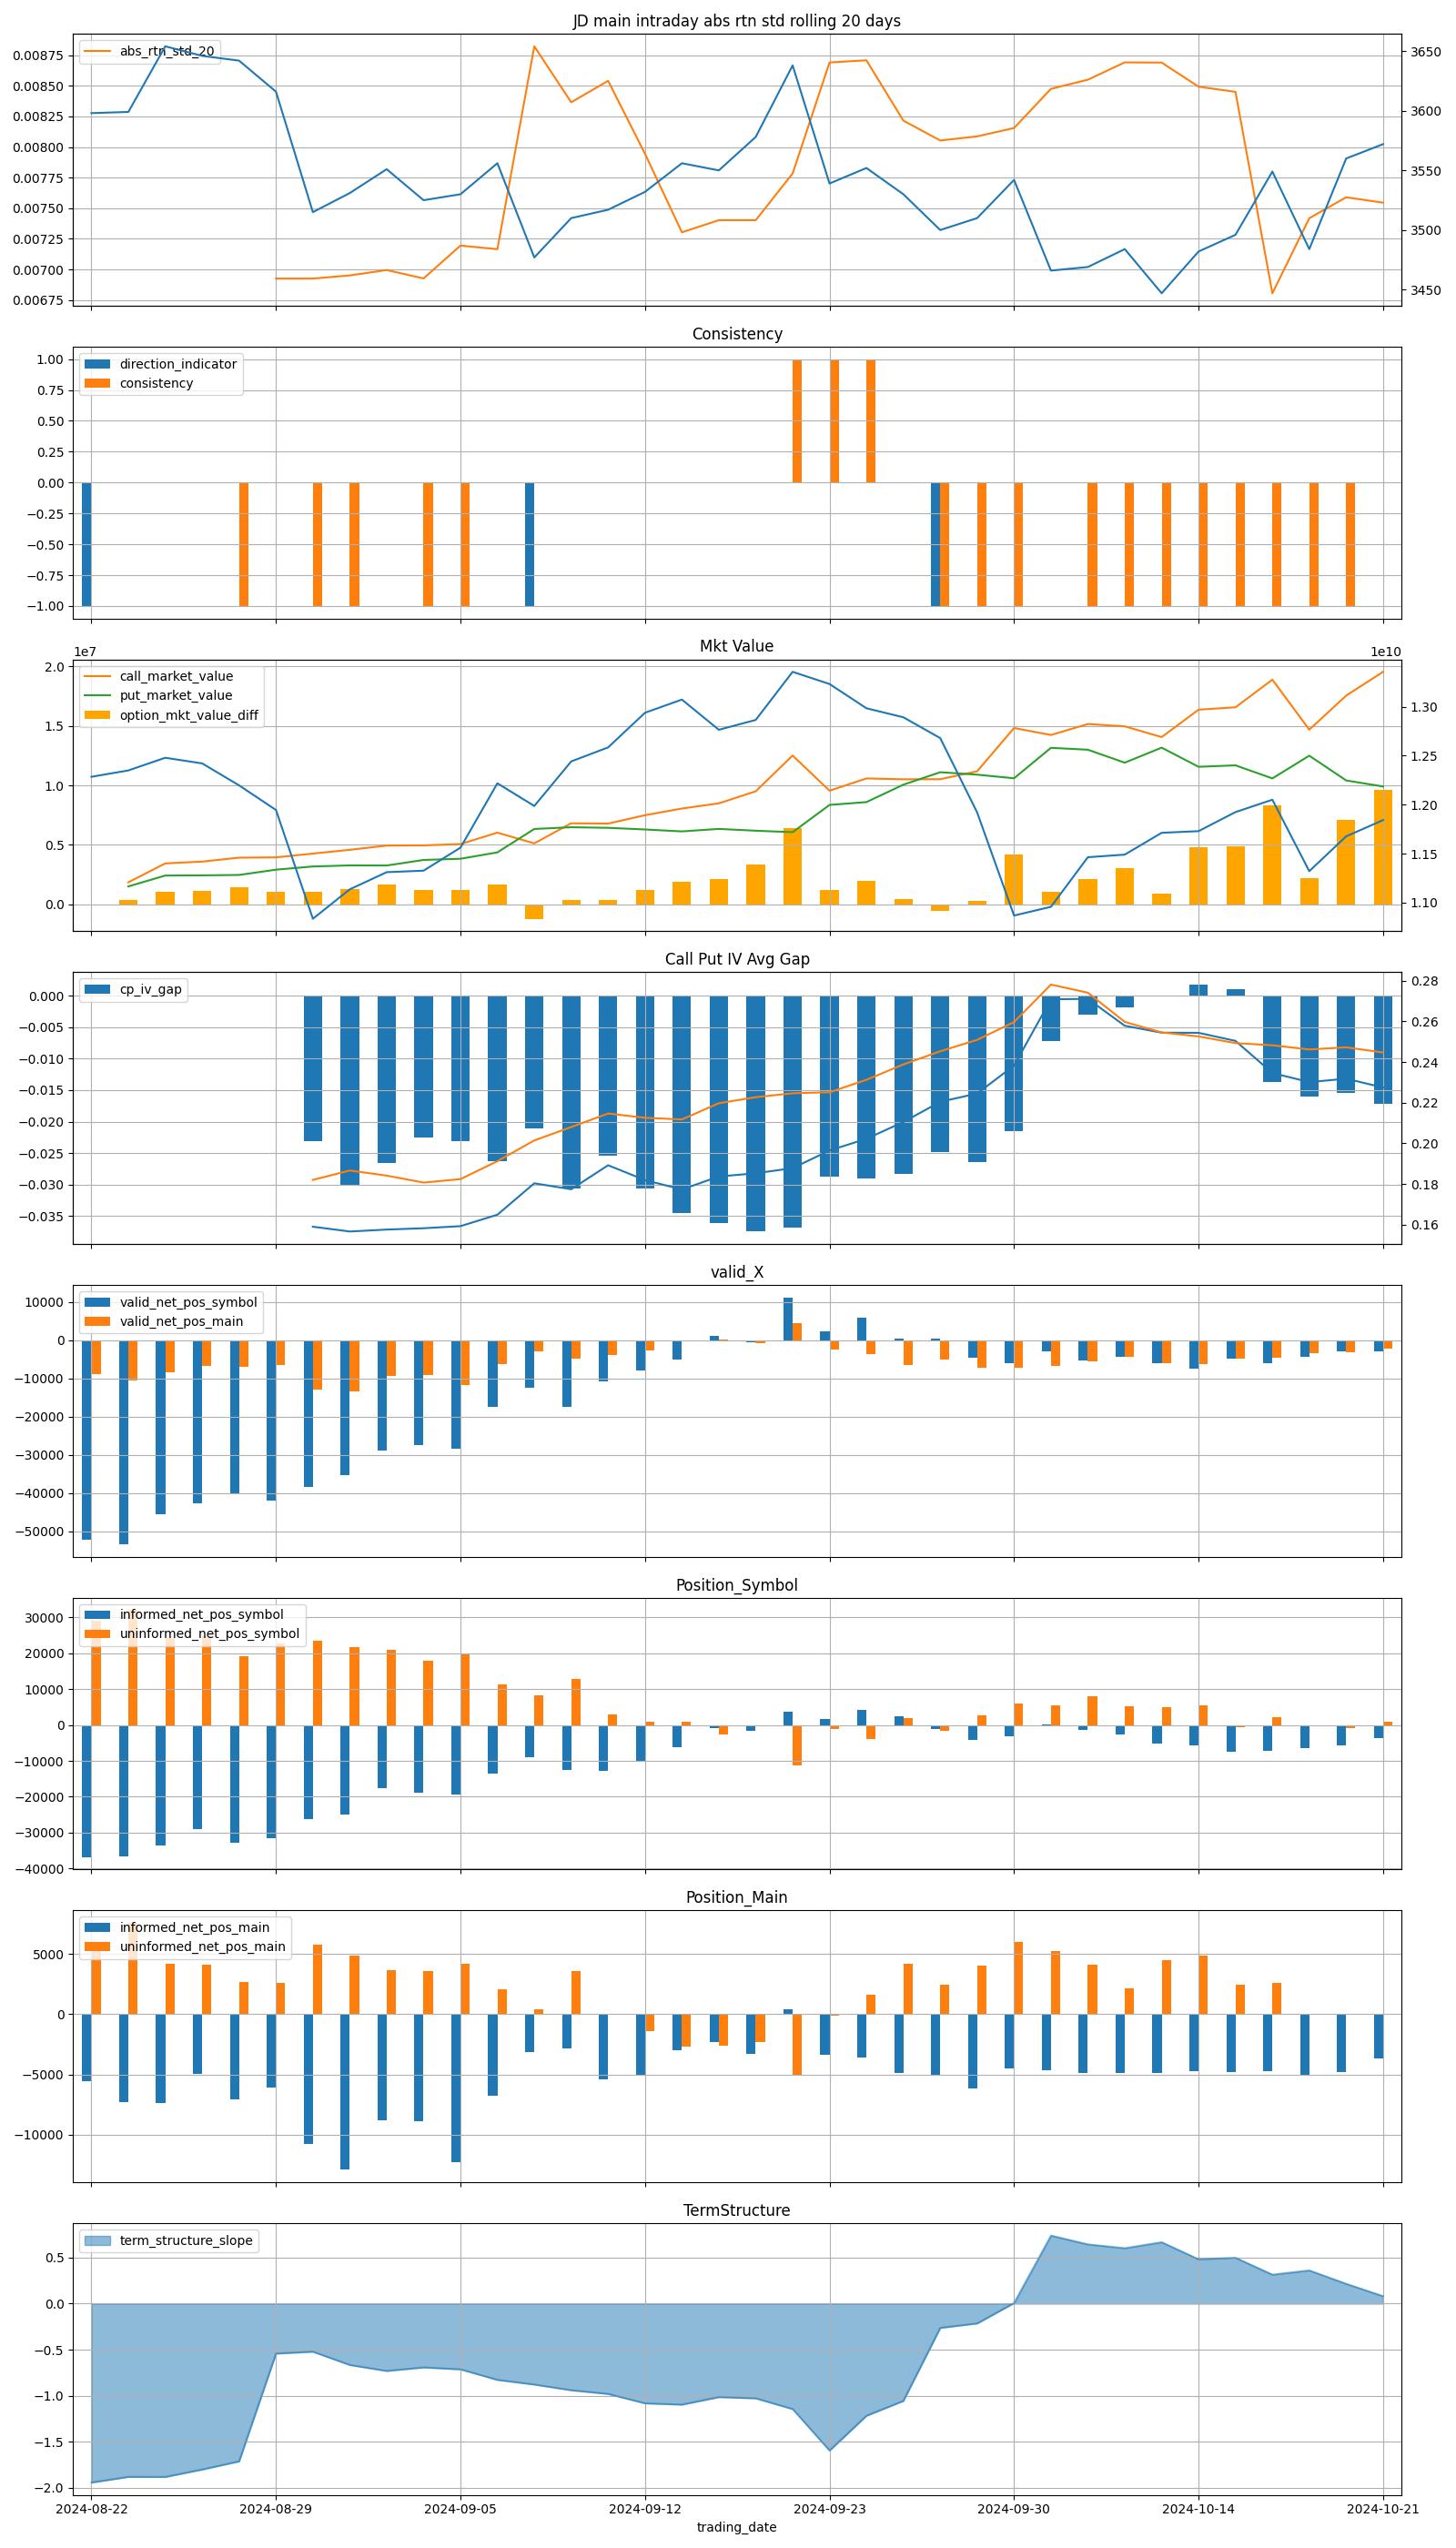 JD main intraday abs rtn std rolling 20 days
abs_rtn_std_20
0.00875
0.00850
0.00825
0.00800
0.00775
0.00750
0.00725
0.00700
0.00675
3650
3600
3550
3500
3450
Consistency
direction_indicator
consistency
1.00
0.75
0.50
0.25
0.00
−0.25
−0.50
−0.75
−1.00
Mkt Value
1e7
1e10
call_market_value
put_market_value
option_mkt_value_diff
2.0
1.5
1.0
0.5
0.0
1.30
1.25
1.20
1.15
1.10
Call Put IV Avg Gap
cp_iv_gap
0.000
−0.005
−0.010
−0.015
−0.020
−0.025
−0.030
−0.035
0.28
0.26
0.24
0.22
0.20
0.18
0.16
valid_X
valid_net_pos_symbol
valid_net_pos_main
10000
0
−10000
−20000
−30000
−40000
−50000
Position_Symbol
informed_net_pos_symbol
uninformed_net_pos_symbol
30000
20000
10000
0
−10000
−20000
−30000
−40000
Position_Main
informed_net_pos_main
uninformed_net_pos_main
5000
0
−5000
−10000
TermStructure
term_structure_slope
0.5
0.0
−0.5
−1.0
−1.5
−2.0
2024-08-22 2024-08-29 2024-09-05 2024-09-12 2024-09-23 2024-09-30 2024-10-14 2024-10-21
trading_date